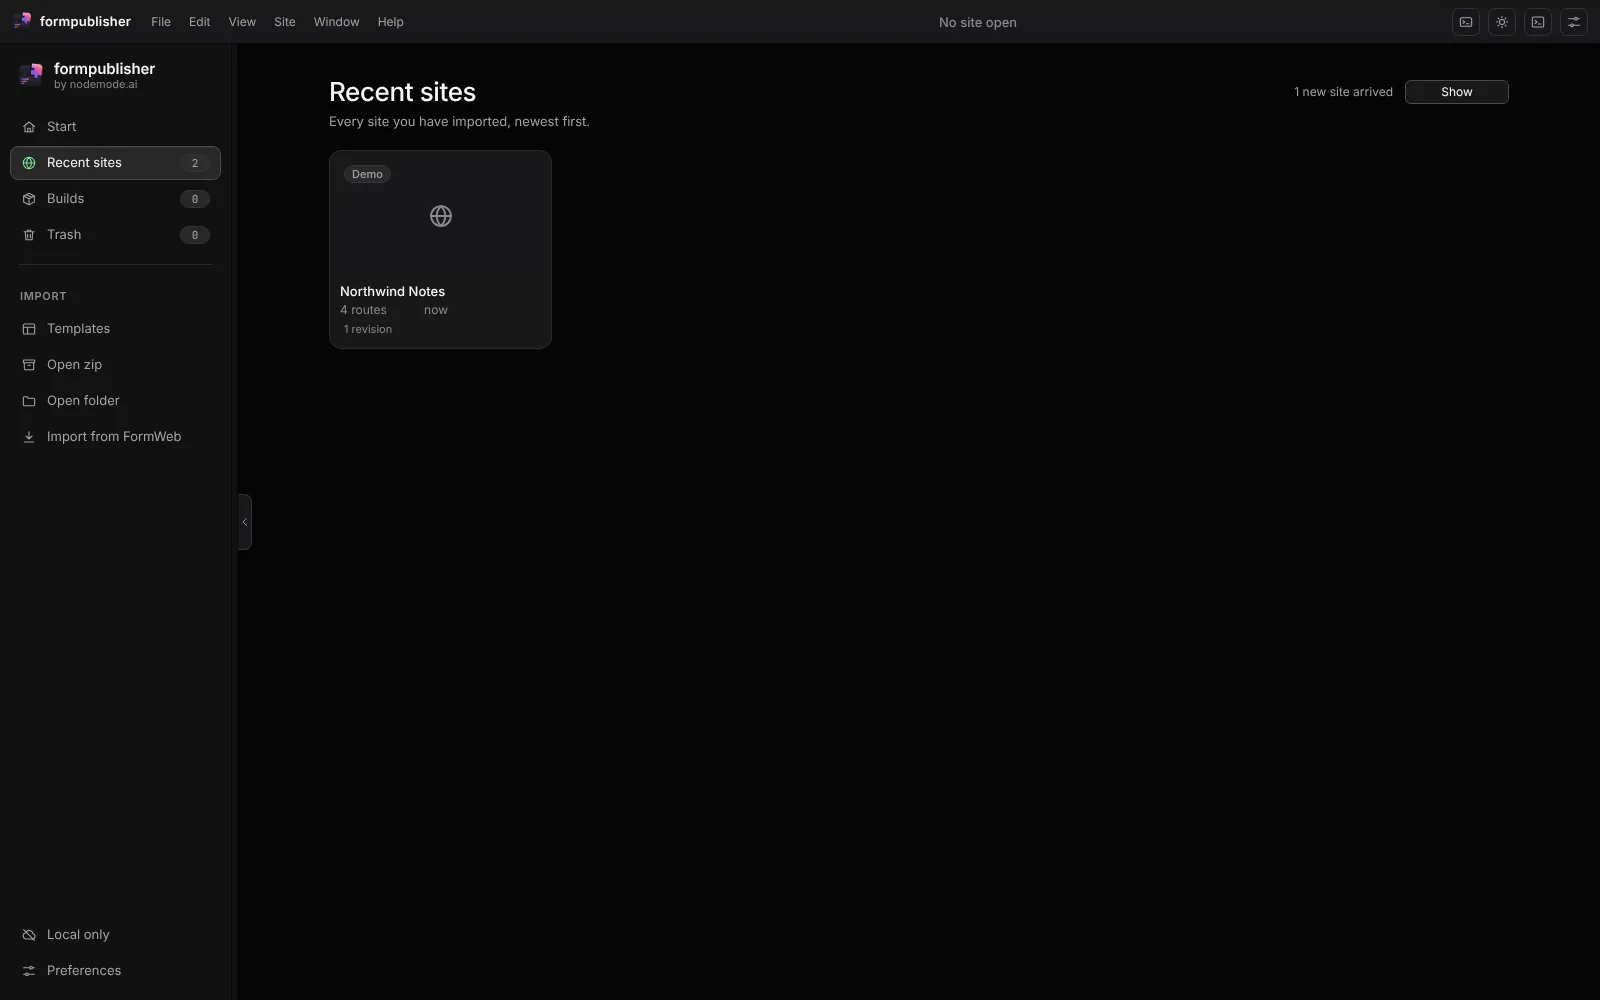 formpublisher File Edit View Site Window Help No site open
formpublisher
by nodemode.ai
Start
Recent sites 2
Builds 0
Trash 0
IMPORT
Templates
Open zip
Open folder
Import from FormWeb
Local only
Preferences
Recent sites
Every site you have imported, newest first.
1 new site arrived Show
Demo
Northwind Notes
4 routes now
1 revision